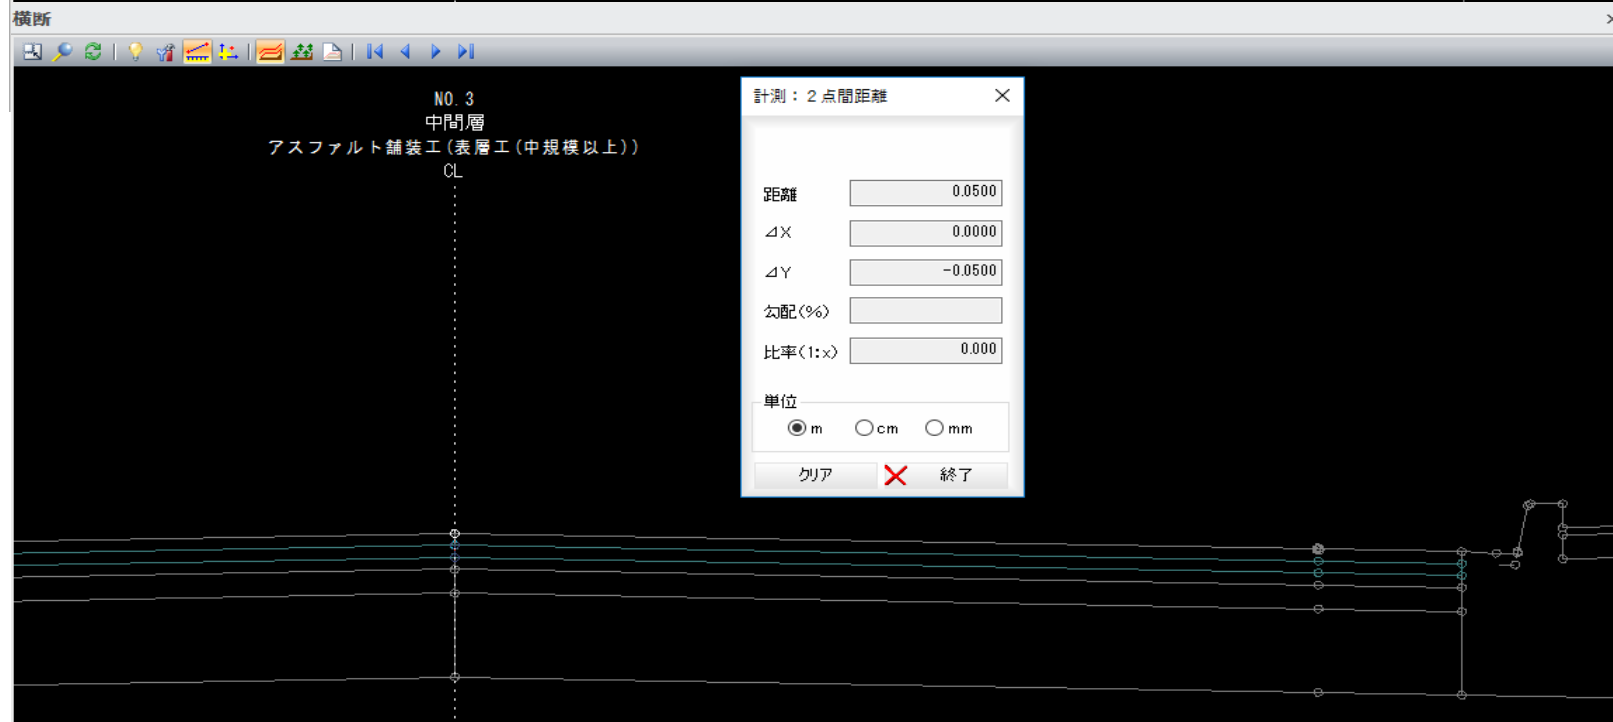 横断
NO.3
中間層
アスファルト舗装工(表層工(中規模以上))
CL
計測：２点間距離
距離 0.0500
⊿X 0.0000
⊿Y -0.0500
勾配(%)
比率(1:x) 0.000
単位
m cm mm
クリア 終了